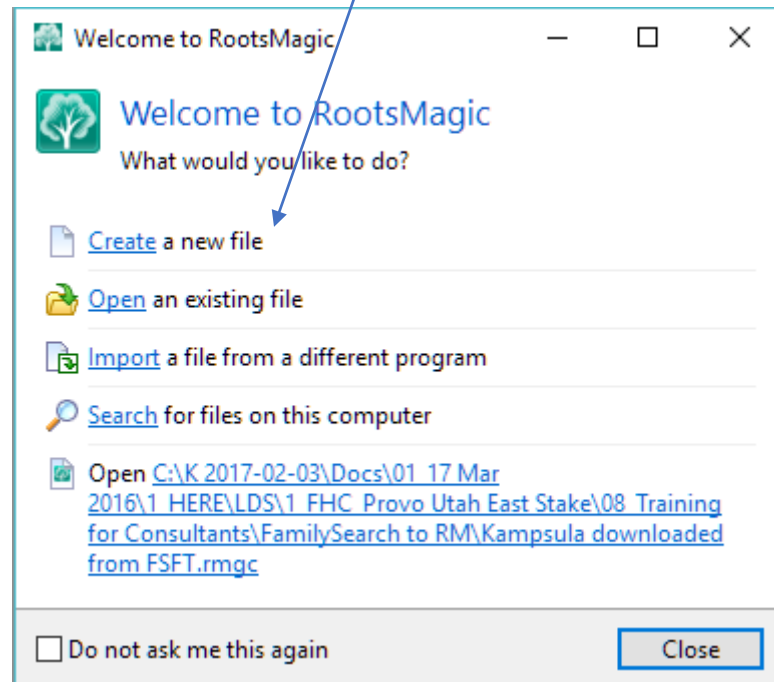 Welcome to RootsMagic
Welcome to RootsMagic
What would you like to do?
Create a new file
Open an existing file
Import a file from a different program
Search for files on this computer
Open C:\K 2017-02-03\Docs\01 17 Mar
2016\1 HERE\LDS\1 FHC Provo Utah East Stake\08 Training
for Consultants\FamilySearch to RM\Kampsula downloaded
from FSFT.rmgc
Do not ask me this again
Close